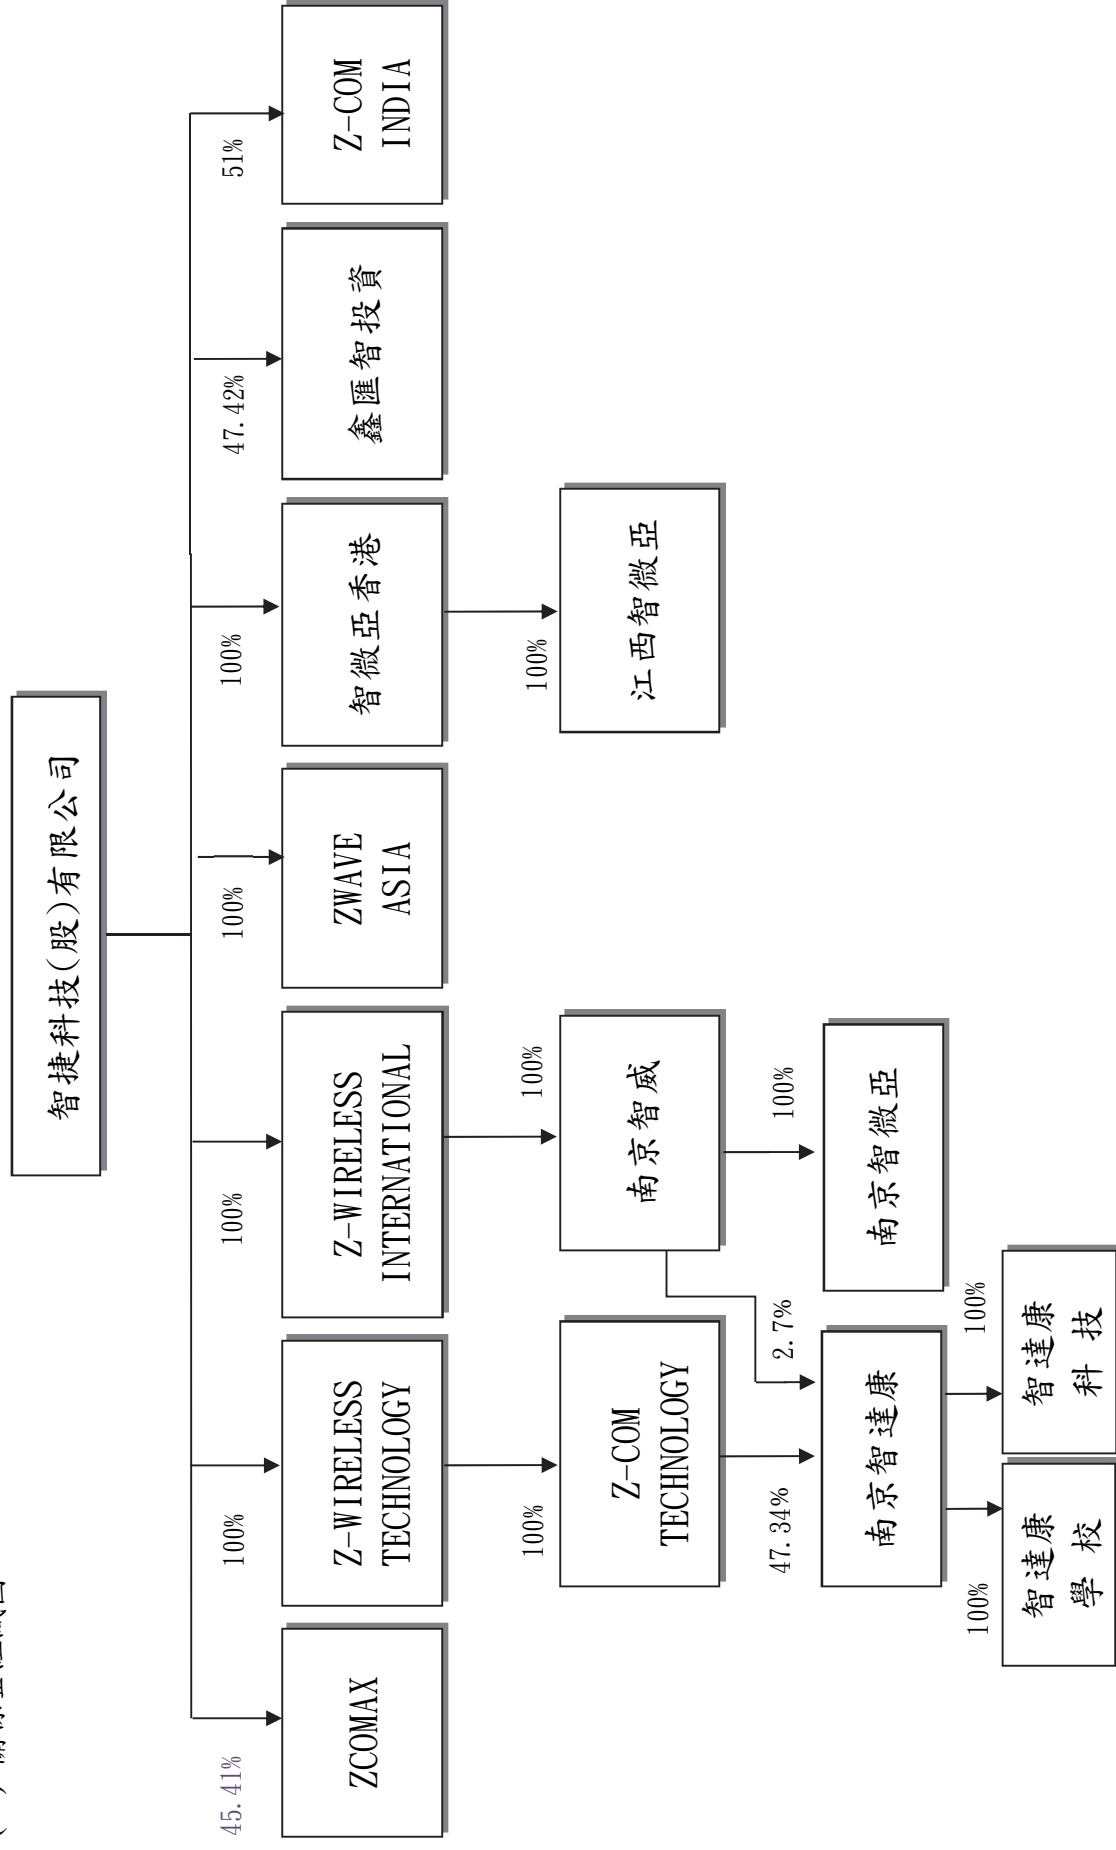 智捷科技(股)有限公司
45.41%
100%
100%
100%
100%
47.42%
51%
ZCOMAX
Z-WIRELESS
TECHNOLOGY
Z-WIRELESS
INTERNATIONAL
ZWAVE
ASIA
智微亞香港
鑫匯智投資
Z-COM
INDIA
100%
100%
100%
Z-COM
TECHNOLOGY
南京智威
江西智微亞
47.34%
2.7%
100%
南京智達康
南京智微亞
100%
100%
智達康
學校
智達康
科技